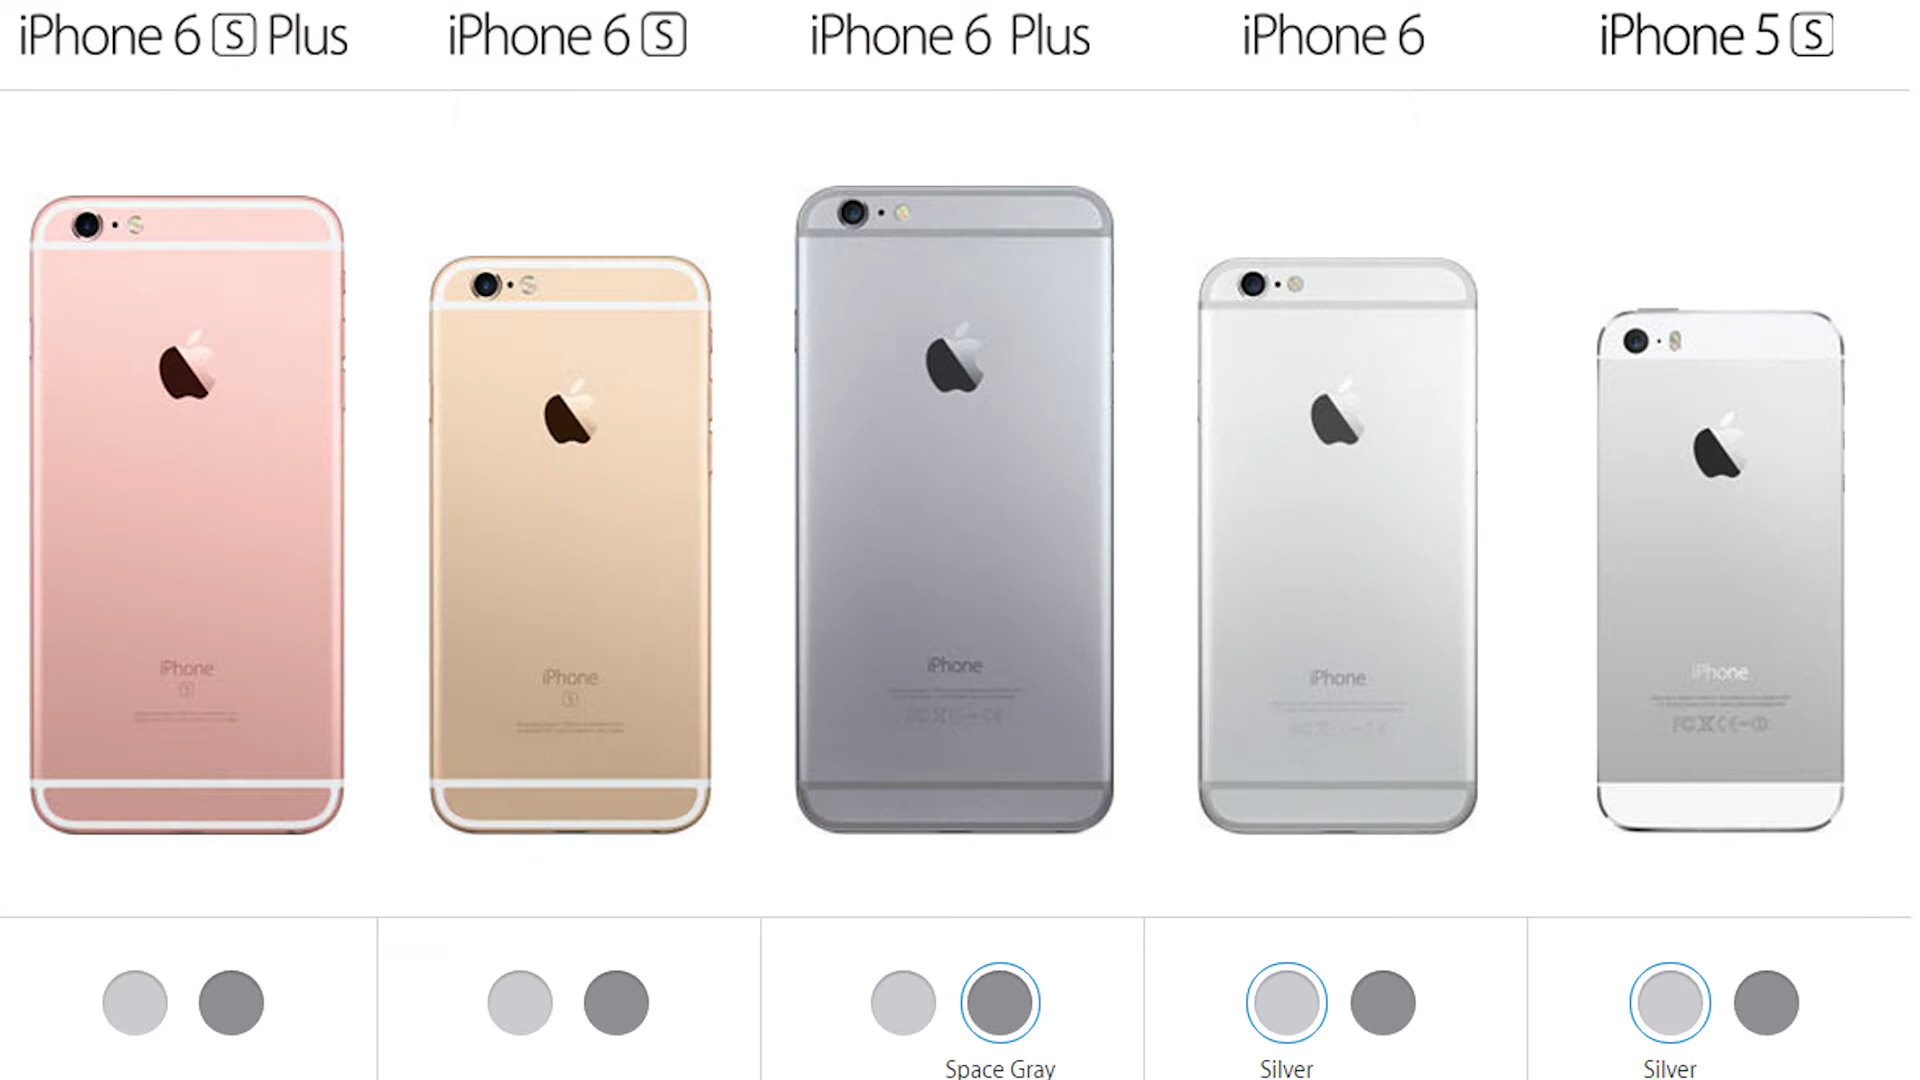 iPhone 6 S Plus
iPhone 6 S
iPhone 6 Plus
iPhone 6
iPhone 5 S
iPhone
S
iPhone
S
iPhone
iPhone
iPhone
Space Gray
Silver
Silver